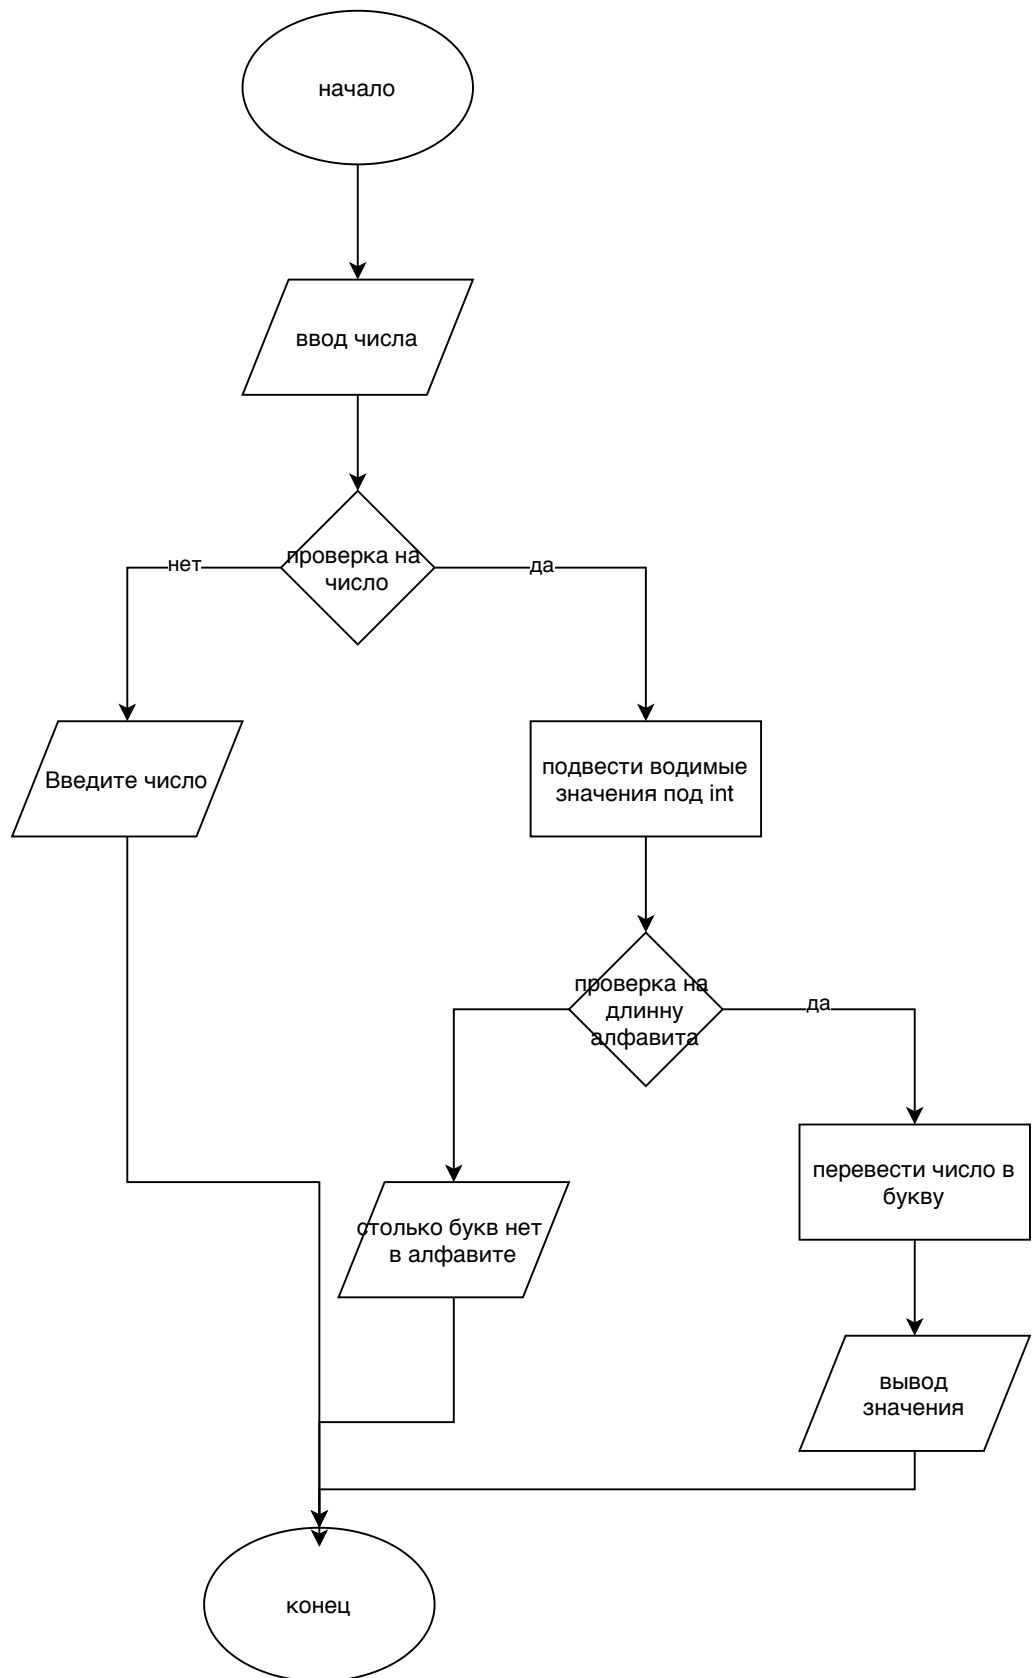 начало
ввод числа
проверка на
число
нет
да
Введите число
подвести водимые
значения под int
проверка на
длинну
алфавита
да
перевести число в
букву
столько букв нет
в алфавите
вывод
значения
конец